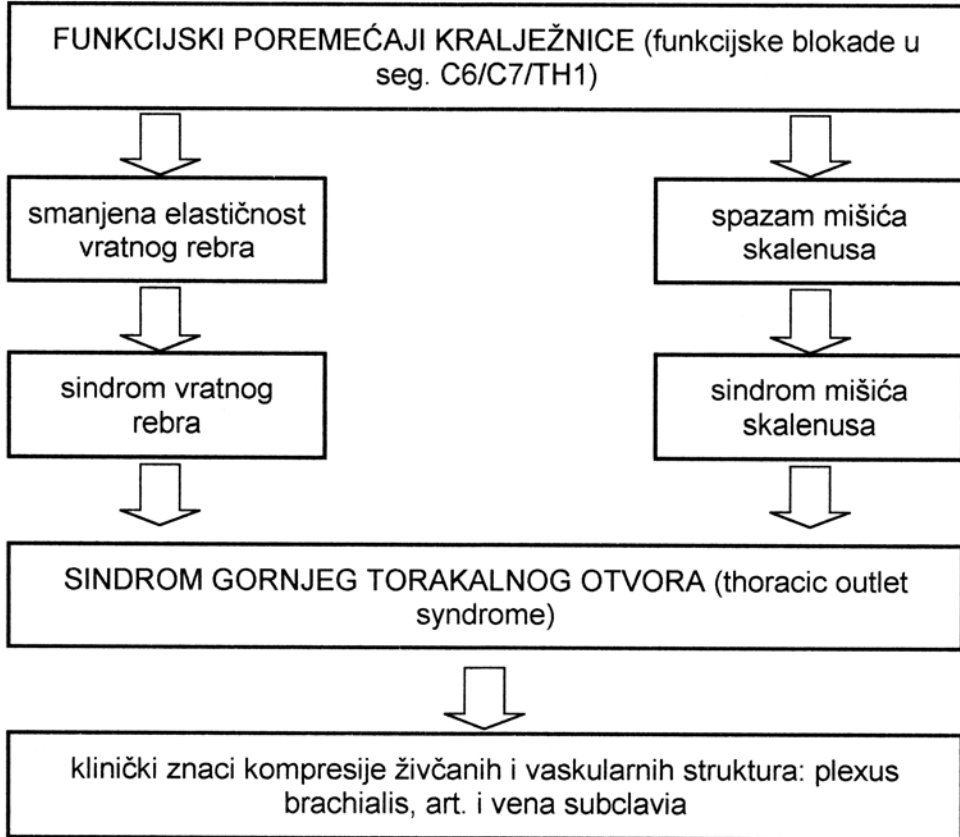 FUNKCIJSKI POREMEĆAJI KRALJEŽNICE (funkcijske blokade u
seg. C6/C7/TH1)
smanjena elastičnost
vratnog rebra
spazam mišića
skalenusa
sindrom vratnog
rebra
sindrom mišića
skalenusa
SINDROM GORNJEG TORAKALNOG OTVORA (thoracic outlet
syndrome)
klinički znaci kompresije živčanih i vaskularnih struktura: plexus
brachialis, art. i vena subclavia